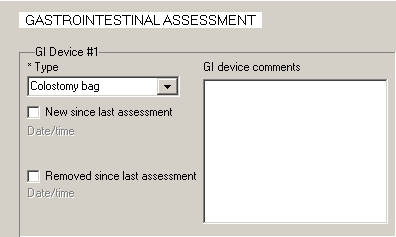 GASTROINTESTINAL ASSESSMENT
GI Device #1
* Type
GI device comments
Colostomy bag
New since last assessment
Date/time
Removed since last assessment
Date/time